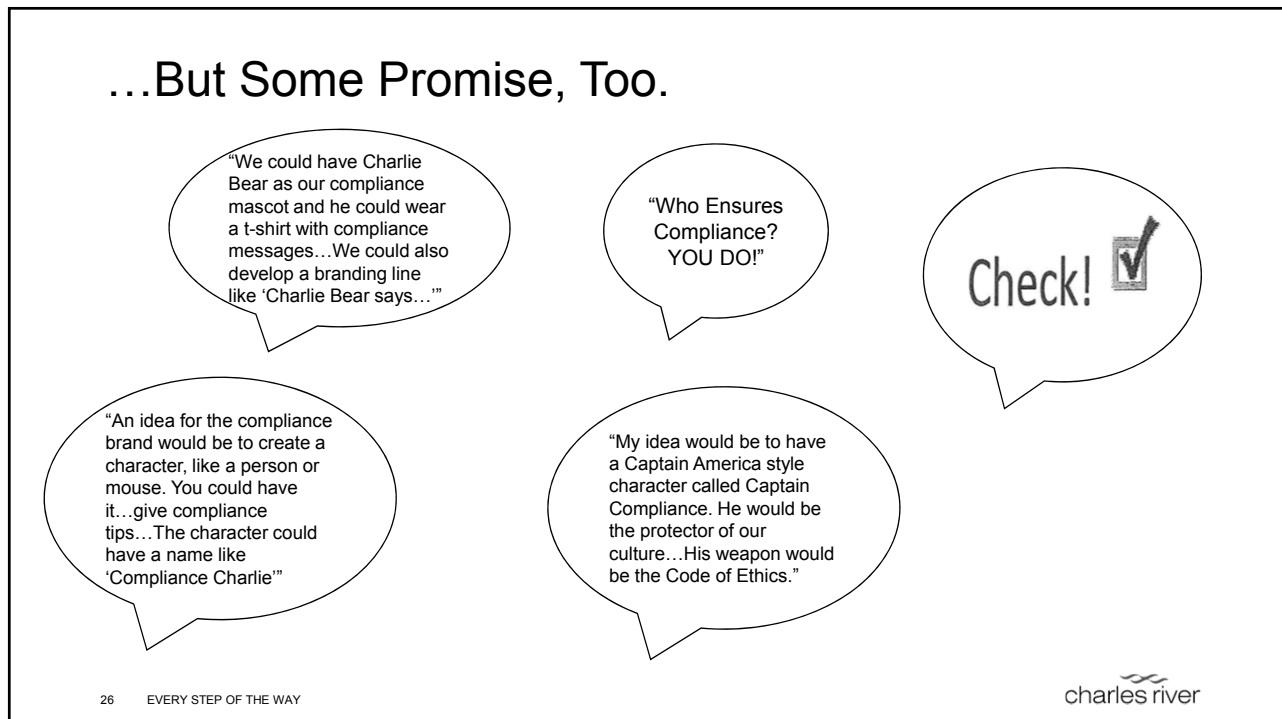 …But Some Promise, Too.
“We could have Charlie
Bear as our compliance
mascot and he could wear
a t-shirt with compliance
messages…We could also
develop a branding line
like ‘Charlie Bear says…’”
“Who Ensures
Compliance?
YOU DO!”
Check!
“An idea for the compliance
brand would be to create a
character, like a person or
mouse. You could have
it…give compliance
tips…The character could
have a name like
‘Compliance Charlie’”
“My idea would be to have
a Captain America style
character called Captain
Compliance. He would be
the protector of our
culture…His weapon would
be the Code of Ethics.”
26 EVERY STEP OF THE WAY
charles river